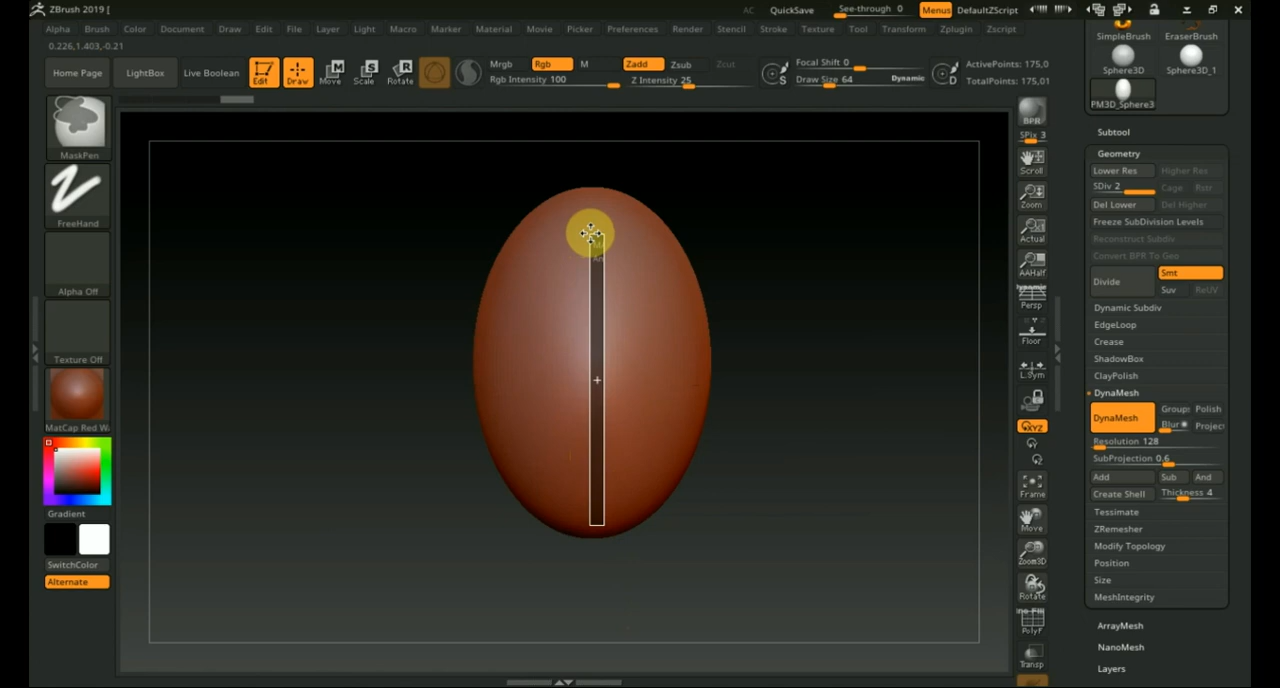 ZBrush 2019 [
AC QuickSave See-through 0 Menus DefaultZScript
Alpha Brush Color Document Draw Edit File Layer Light Macro Marker Material Movie Picker Preferences Render Stencil Stroke Texture Tool Transform Zplugin Zscript
0.226,1.403,-0.21
Home Page LightBox Live Boolean Edit Draw Move Scale Rotate
Mrgb Rgb M Zadd Zsub Zcut
Rgb Intensity 100 Z Intensity 25
S Focal Shift 0 D ActivePoints: 175,0
Draw Size 64 Dynamic TotalPoints: 175,01
MaskPen
FreeHand
Alpha Off
Texture Off
MatCap Red Wa
Gradient
SwitchColor
Alternate
BPR
SPix 3
Scroll
Zoom
Actual
AAHalf
Dynamic
Persp
Floor
L.Sym
XYZ
Frame
Move
Zoom3D
Rotate
Line Fill
PolyF
Transp
SimpleBrush EraserBrush
Sphere3D Sphere3D_1
PM3D_Sphere3
Subtool
Geometry
Lower Res Higher Res
SDiv 2 Cage Rstr
Del Lower Del Higher
Freeze SubDivision Levels
Reconstruct Subdiv
Convert BPR To Geo
Divide Smt
Suv ReUV
Dynamic Subdiv
EdgeLoop
Crease
ShadowBox
ClayPolish
DynaMesh
DynaMesh Groups Polish
Blur Project
Resolution 128
SubProjection 0.6
Add Sub And
Create Shell Thickness 4
Tessimate
ZRemesher
Modify Topology
Position
Size
MeshIntegrity
ArrayMesh
NanoMesh
Layers